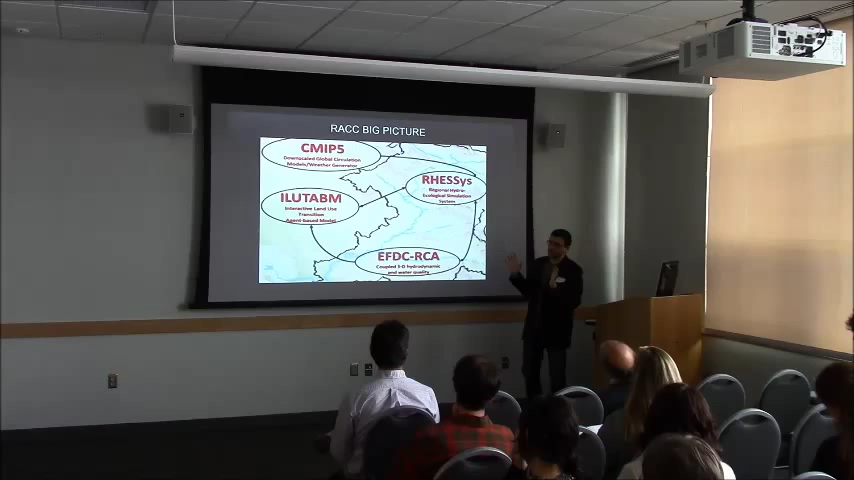 RACC BIG PICTURE
CMIP5
Downscaled Global Circulation
Models/Weather Generator
RHESSys
Regional Hydro-
Ecological Simulation
System
ILUTABM
Interactive Land Use
Transition
Agent-based Model
EFDC-RCA
Coupled 3-D hydrodynamic
and water quality